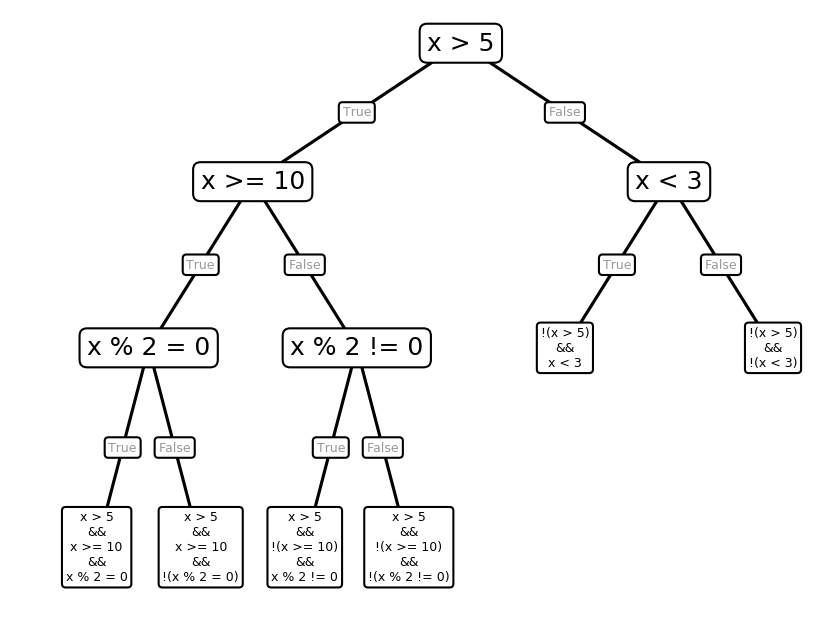 x > 5
True
False
x >= 10
x < 3
True
False
True
False
x % 2 = 0
x % 2 != 0
!(x > 5)
&&
x < 3
!(x > 5)
&&
!(x < 3)
True
False
True
False
x > 5
&&
x >= 10
&&
x % 2 = 0
x > 5
&&
x >= 10
&&
!(x % 2 = 0)
x > 5
&&
!(x >= 10)
&&
x % 2 != 0
x > 5
&&
!(x >= 10)
&&
!(x % 2 != 0)